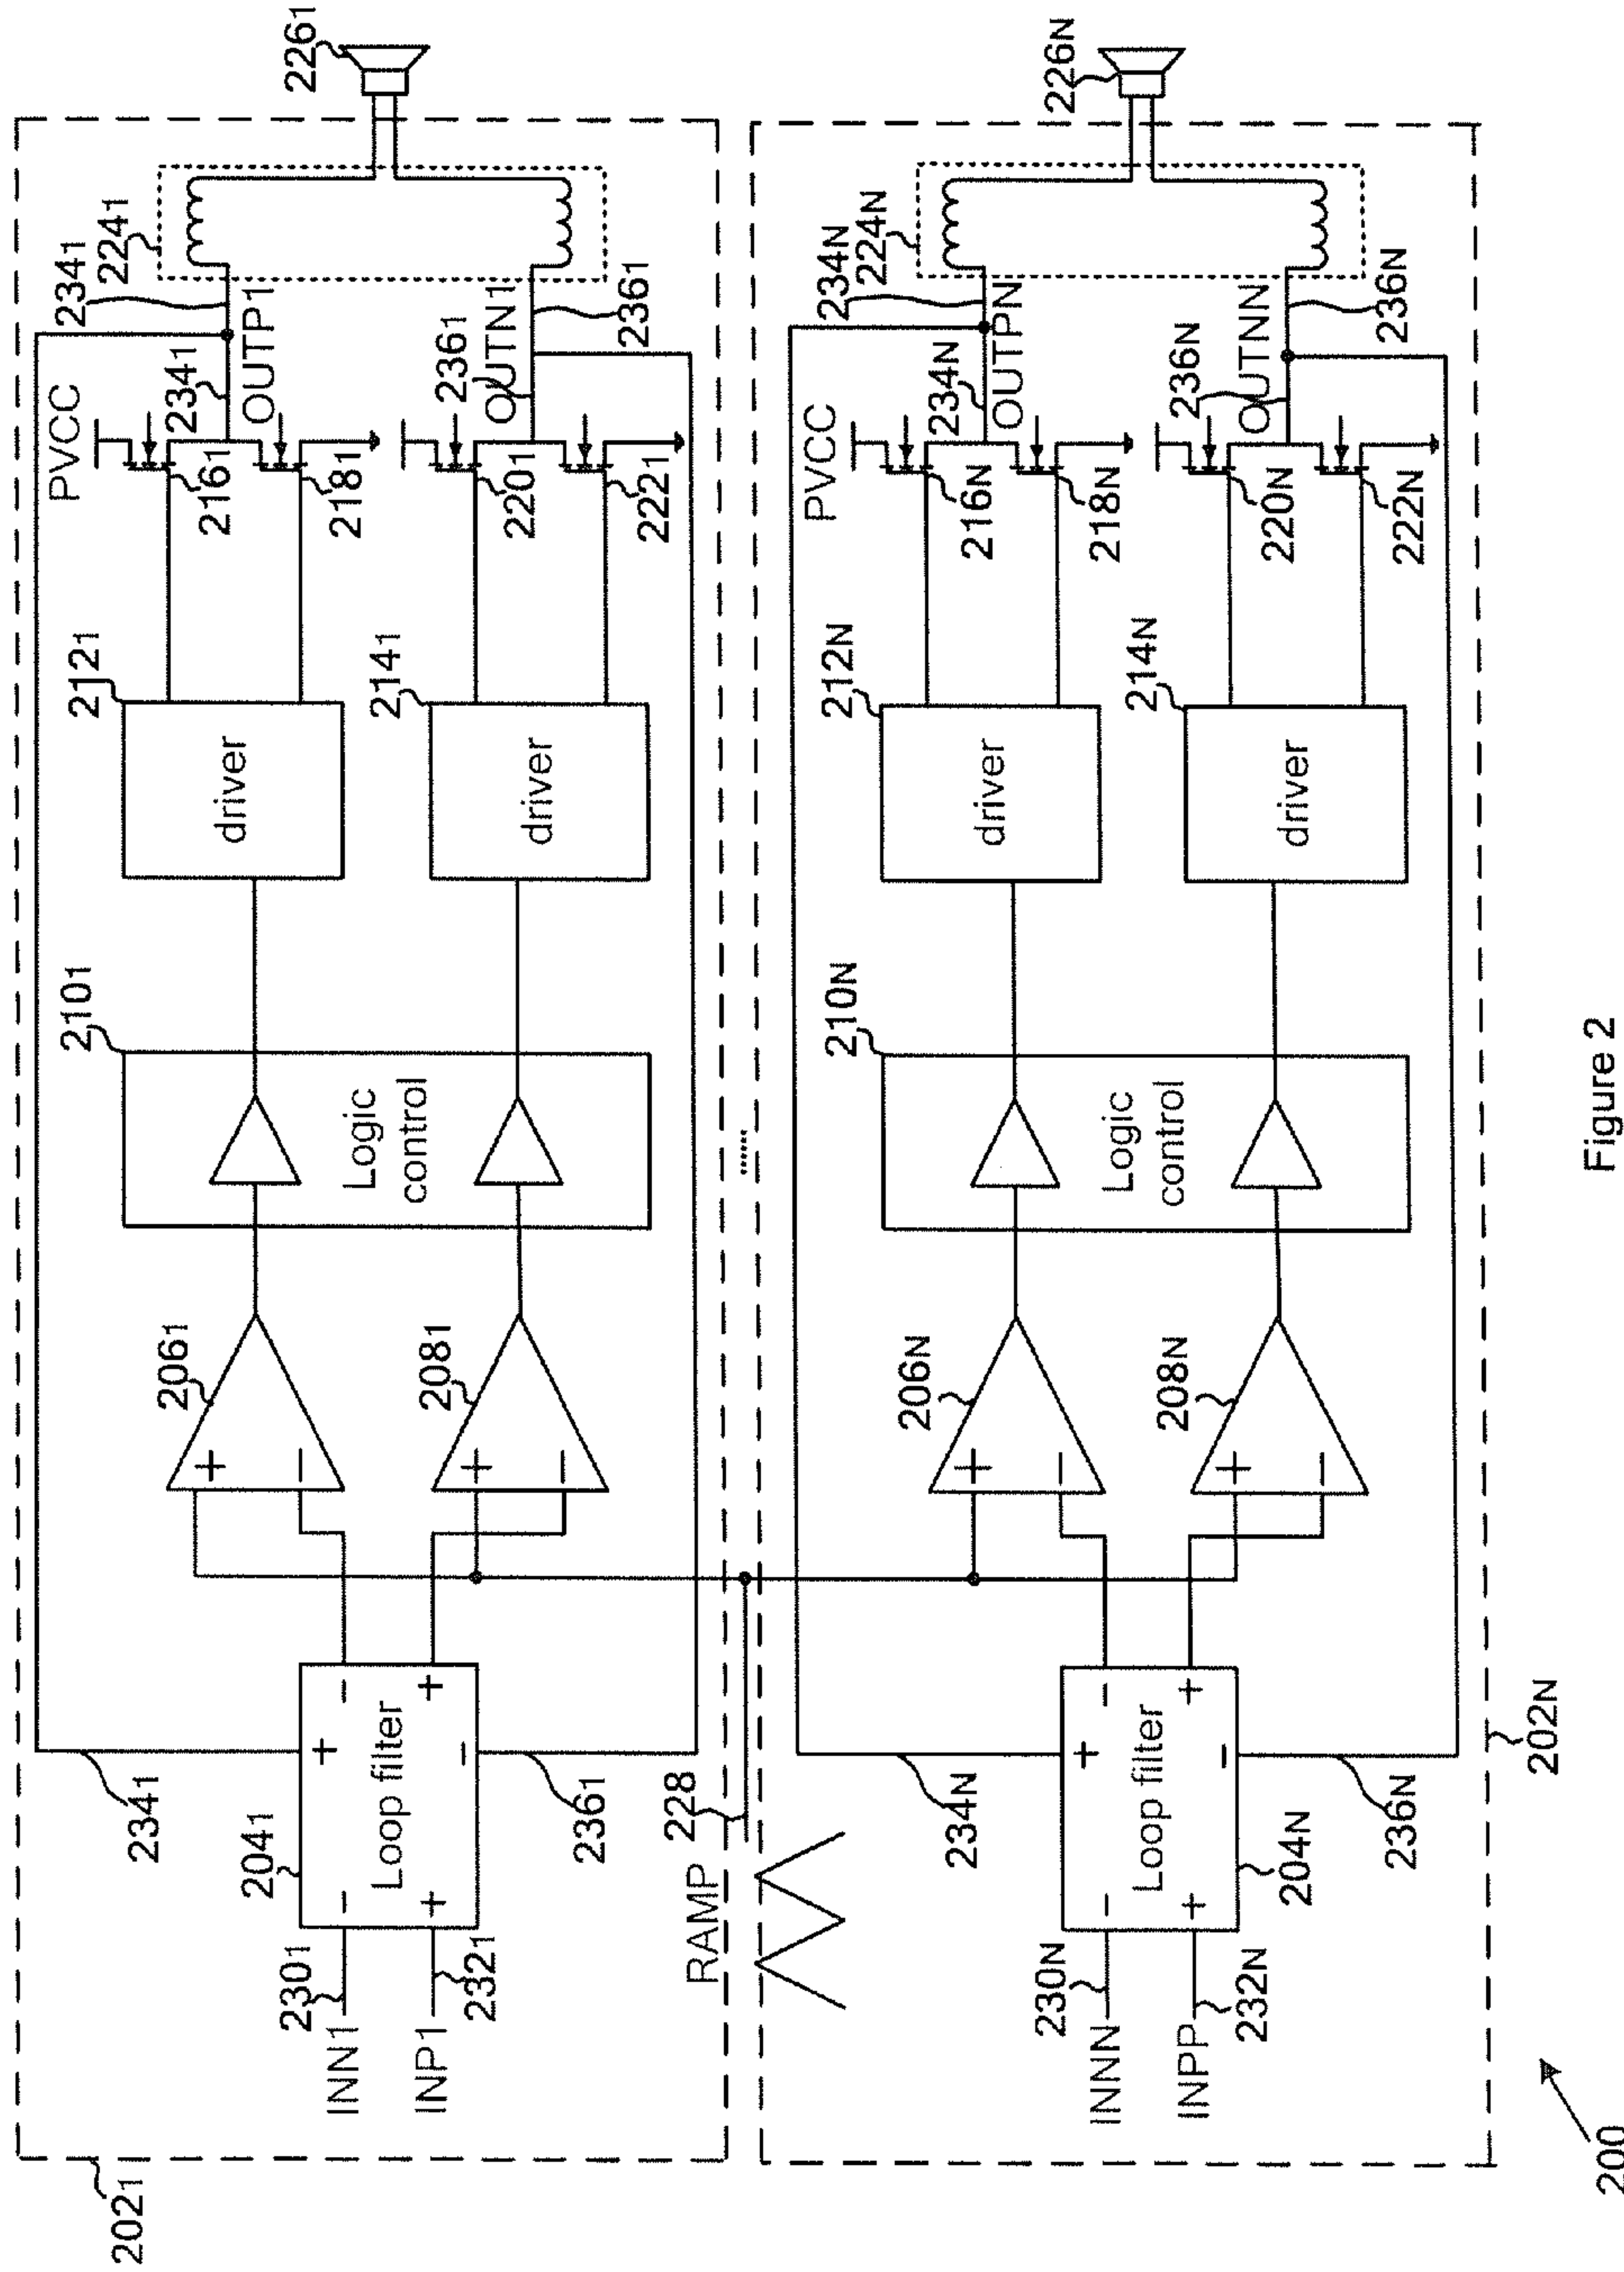 202₁
226₁
PVCC
234₁
224₁
234₁
OUTP1
216₁
218₁
212₁
driver
236₁
OUTN1
236₁
220₁
222₁
214₁
driver
210₁
Logic
control
206₁
+
−
208₁
+
−
234₁
204₁
Loop filter
−
+
+
−
−
+
236₁
INN1
230₁
INP1
232₁
RAMP
228
......
226N
PVCC
234N
224N
234N
OUTPN
216N
218N
212N
driver
236N
OUTNN
236N
220N
222N
214N
driver
210N
Logic
control
206N
+
−
208N
+
−
234N
204N
Loop filter
−
+
+
−
−
+
236N
INNN
230N
INPP
232N
202N
200
Figure 2